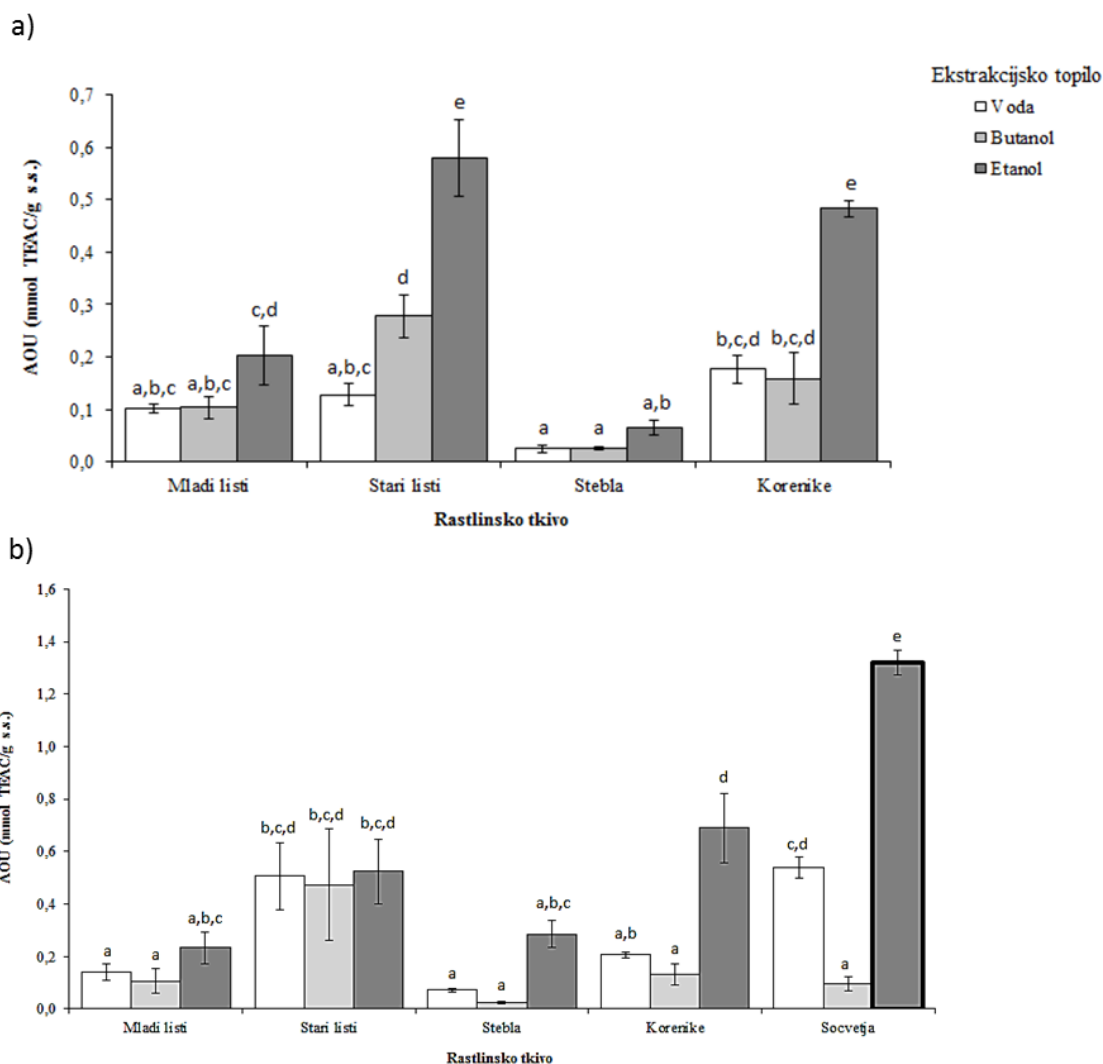 a)
Ekstrakcijsko topilo
Voda
Butanol
Etanol
AOU (mmol TEAC/g s.s.)
0,7
0,6
0,5
0,4
0,3
0,2
0,1
0,0
a,b,c a,b,c c,d a,b,c d e a a a,b b,c,d b,c,d e
Mladi listi Stari listi Stebla Korenike
Rastlinsko tkivo
b)
AOU (mmol TEAC/g s.s.)
1,6
1,4
1,2
1,0
0,8
0,6
0,4
0,2
0,0
a a a,b,c b,c,d b,c,d b,c,d a a a,b,c a,b a d c,d a e
Mladi listi Stari listi Stebla Korenike Socvetja
Rastlinsko tkivo